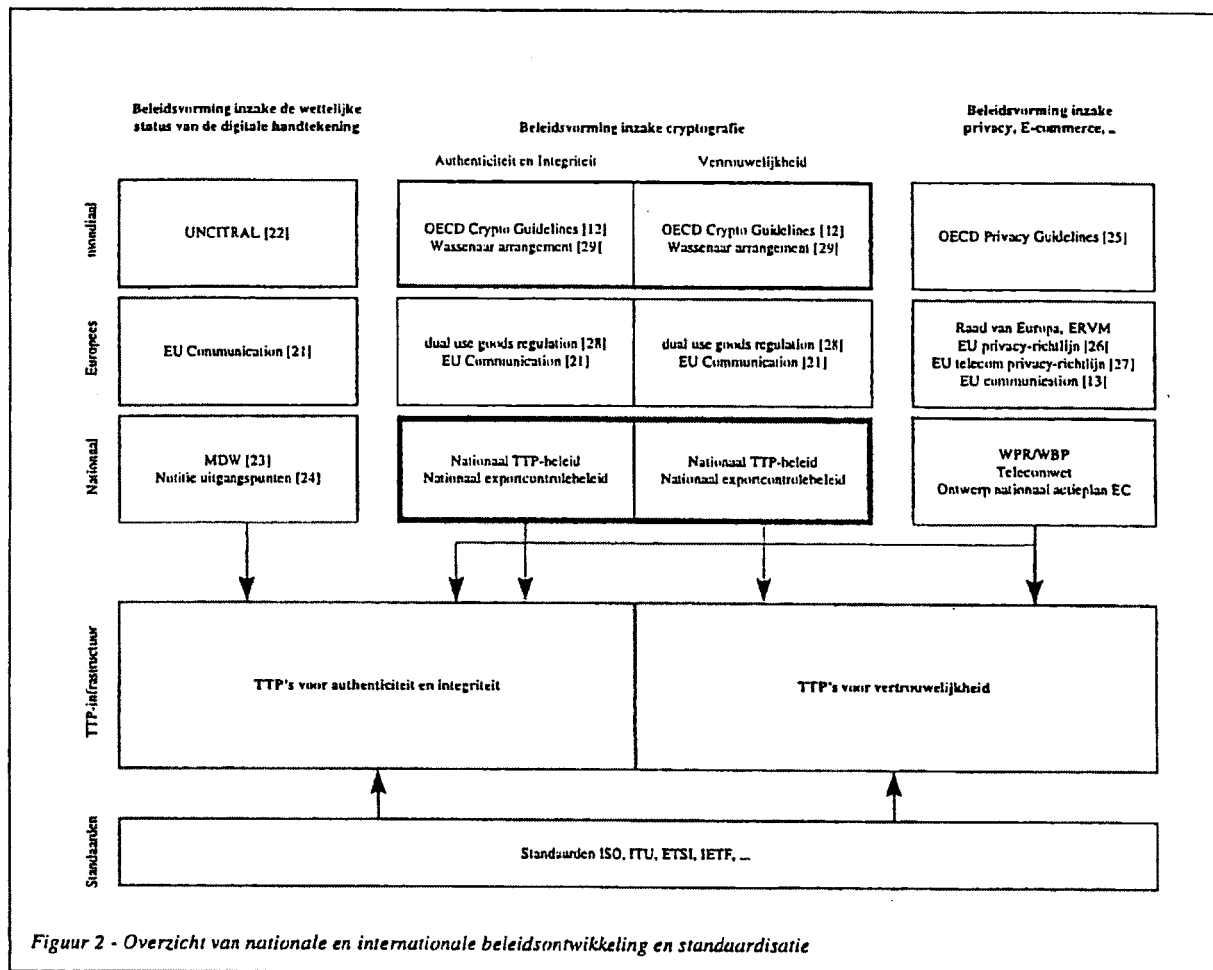 Beleidsvorming inzake de wettelijke
status van de digitale handtekening
Beleidsvorming inzake cryptografie
Authenticiteit en Integriteit
Vertrouwelijkheid
Beleidsvorming inzake
privacy, E-commerce, ...
mondiaal
UNCITRAL [22]
OECD Crypto Guidelines [12]
Wassenaar arrangement [29]
OECD Crypto Guidelines [12]
Wassenaar arrangement [29]
OECD Privacy Guidelines [25]
Europees
EU Communication [21]
dual use goods regulation [28]
EU Communication [21]
dual use goods regulation [28]
EU Communication [21]
Raad van Europa, ERVM
EU privacy-richtlijn [26]
EU telecom privacy-richtlijn [27]
EU communication [13]
Nationaal
MDW [23]
Notitie uitgangspunten [24]
Nationaal TTP-beleid
Nationaal exportcontrolebeleid
Nationaal TTP-beleid
Nationaal exportcontrolebeleid
WPR/WBP
Telecomwet
Ontwerp nationaal actieplan EC
TTP-infrastructuur
TTP's voor authenticiteit en integriteit
TTP's voor vertrouwelijkheid
Standaarden
Standaarden ISO, ITU, ETSI, IETF, ...
Figuur 2 - Overzicht van nationale en internationale beleidsontwikkeling en standaardisatie